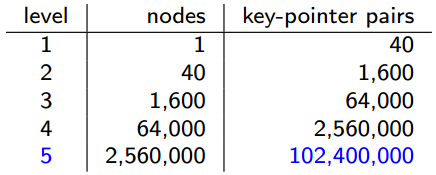 level nodes key-pointer pairs
1 1 40
2 40 1,600
3 1,600 64,000
4 64,000 2,560,000
5 2,560,000 102,400,000